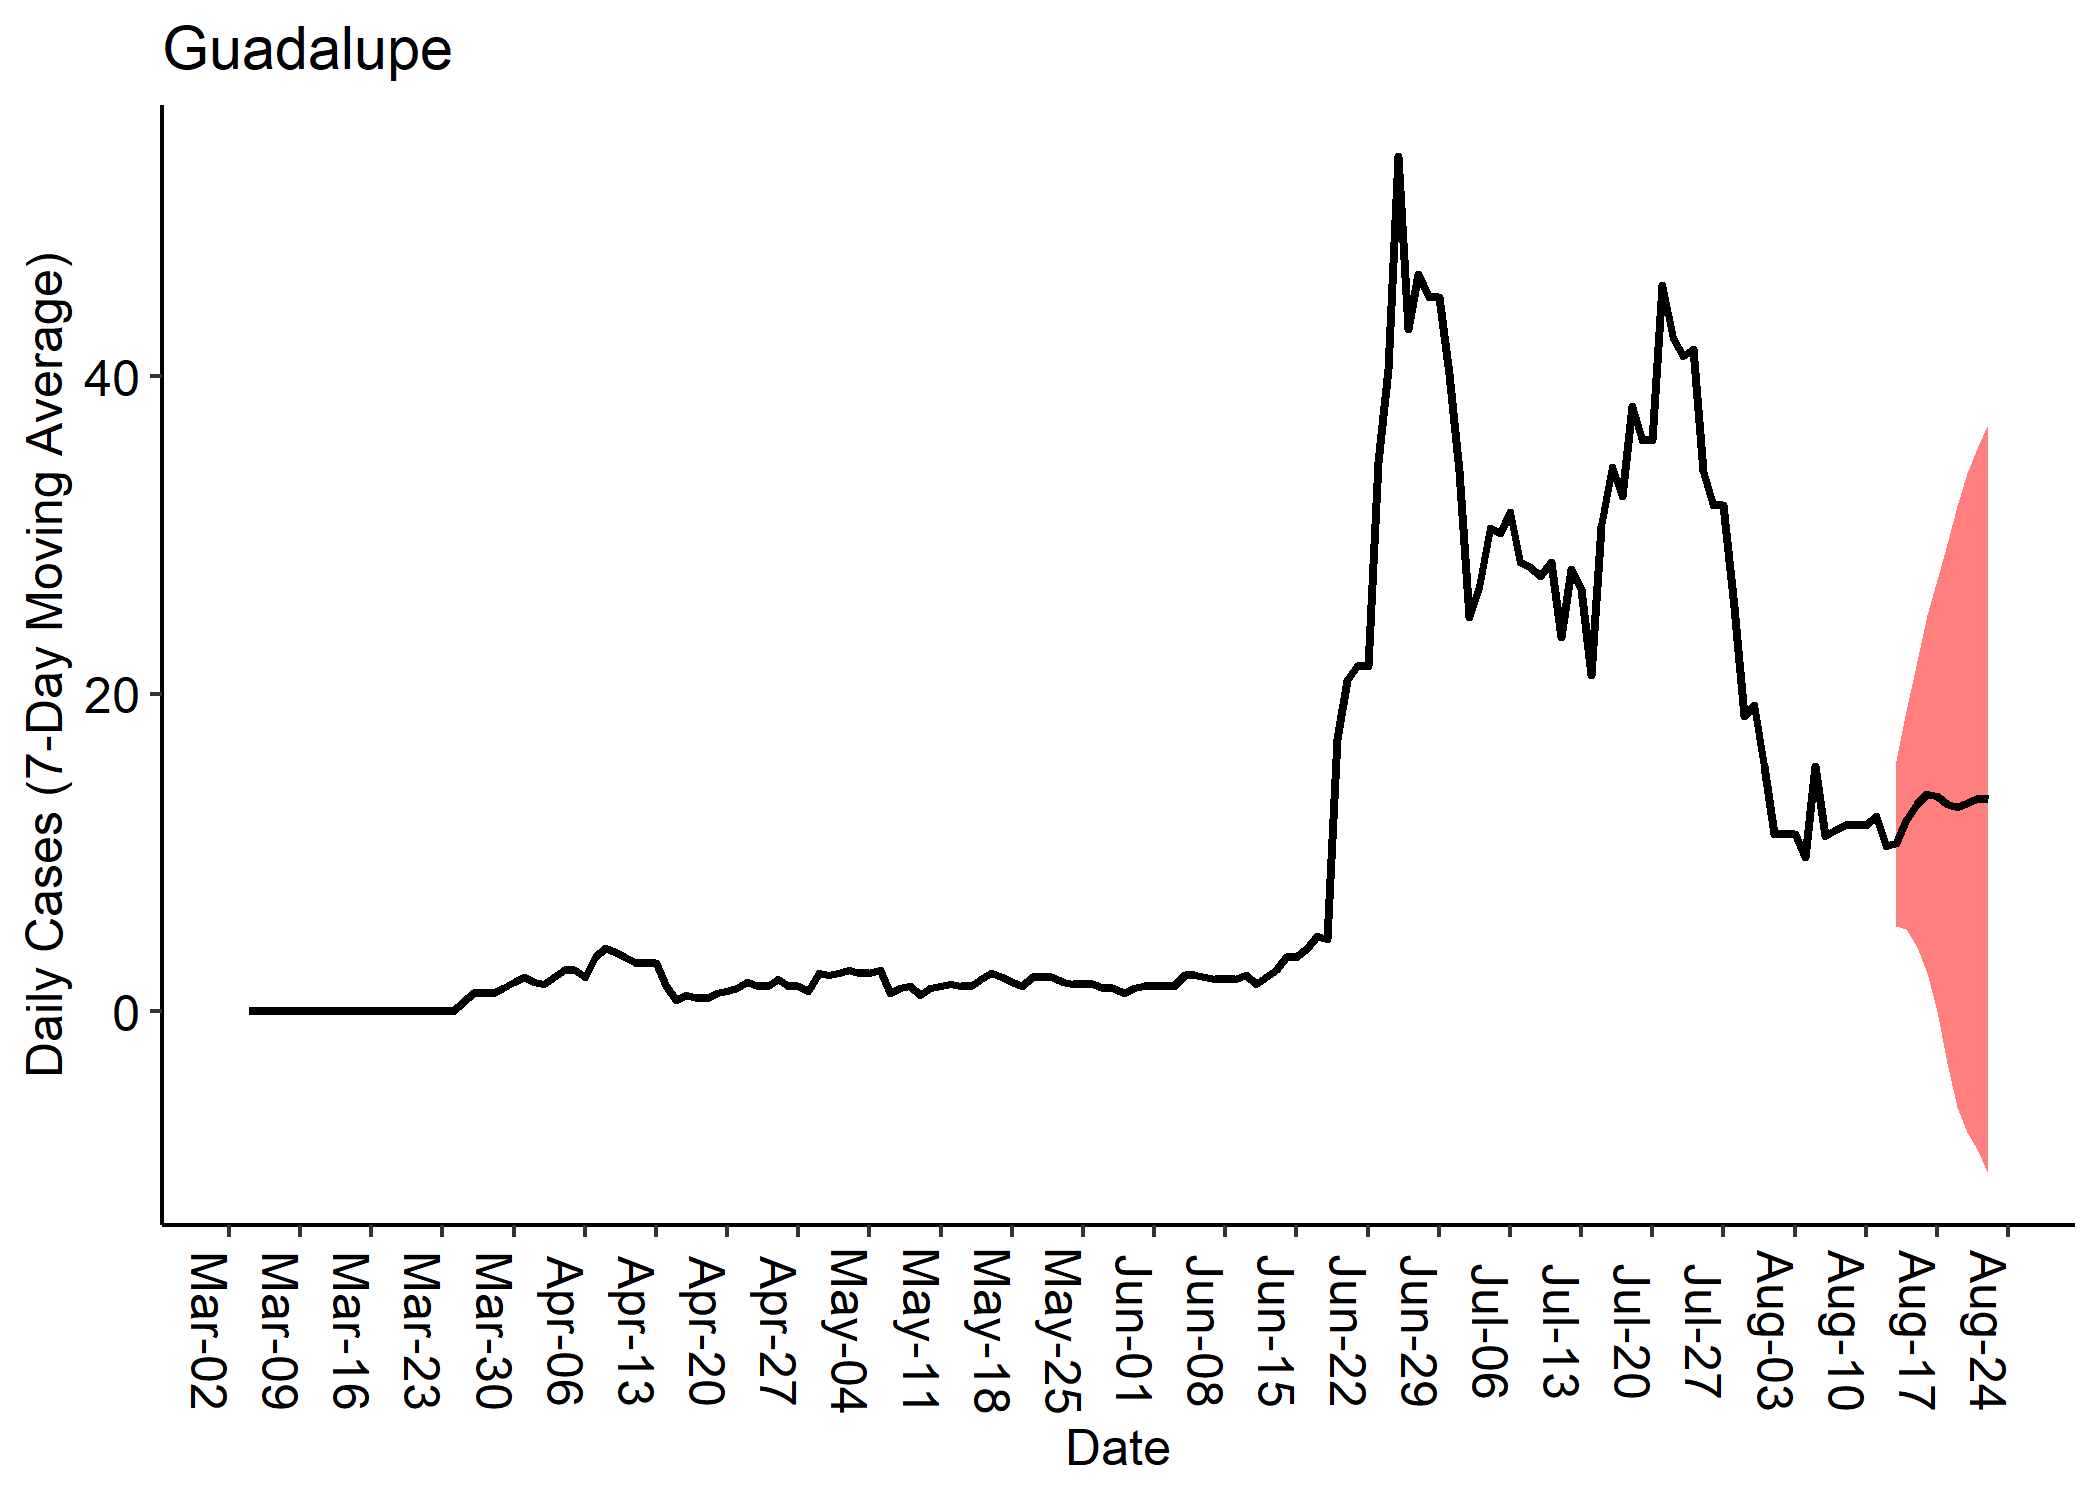 Guadalupe
Daily Cases (7-Day Moving Average)
40
20
0
Mar-02
Mar-09
Mar-16
Mar-23
Mar-30
Apr-06
Apr-13
Apr-20
Apr-27
May-04
May-11
May-18
May-25
Jun-01
Jun-08
Jun-15
Jun-22
Jun-29
Jul-06
Jul-13
Jul-20
Jul-27
Aug-03
Aug-10
Aug-17
Aug-24
Date